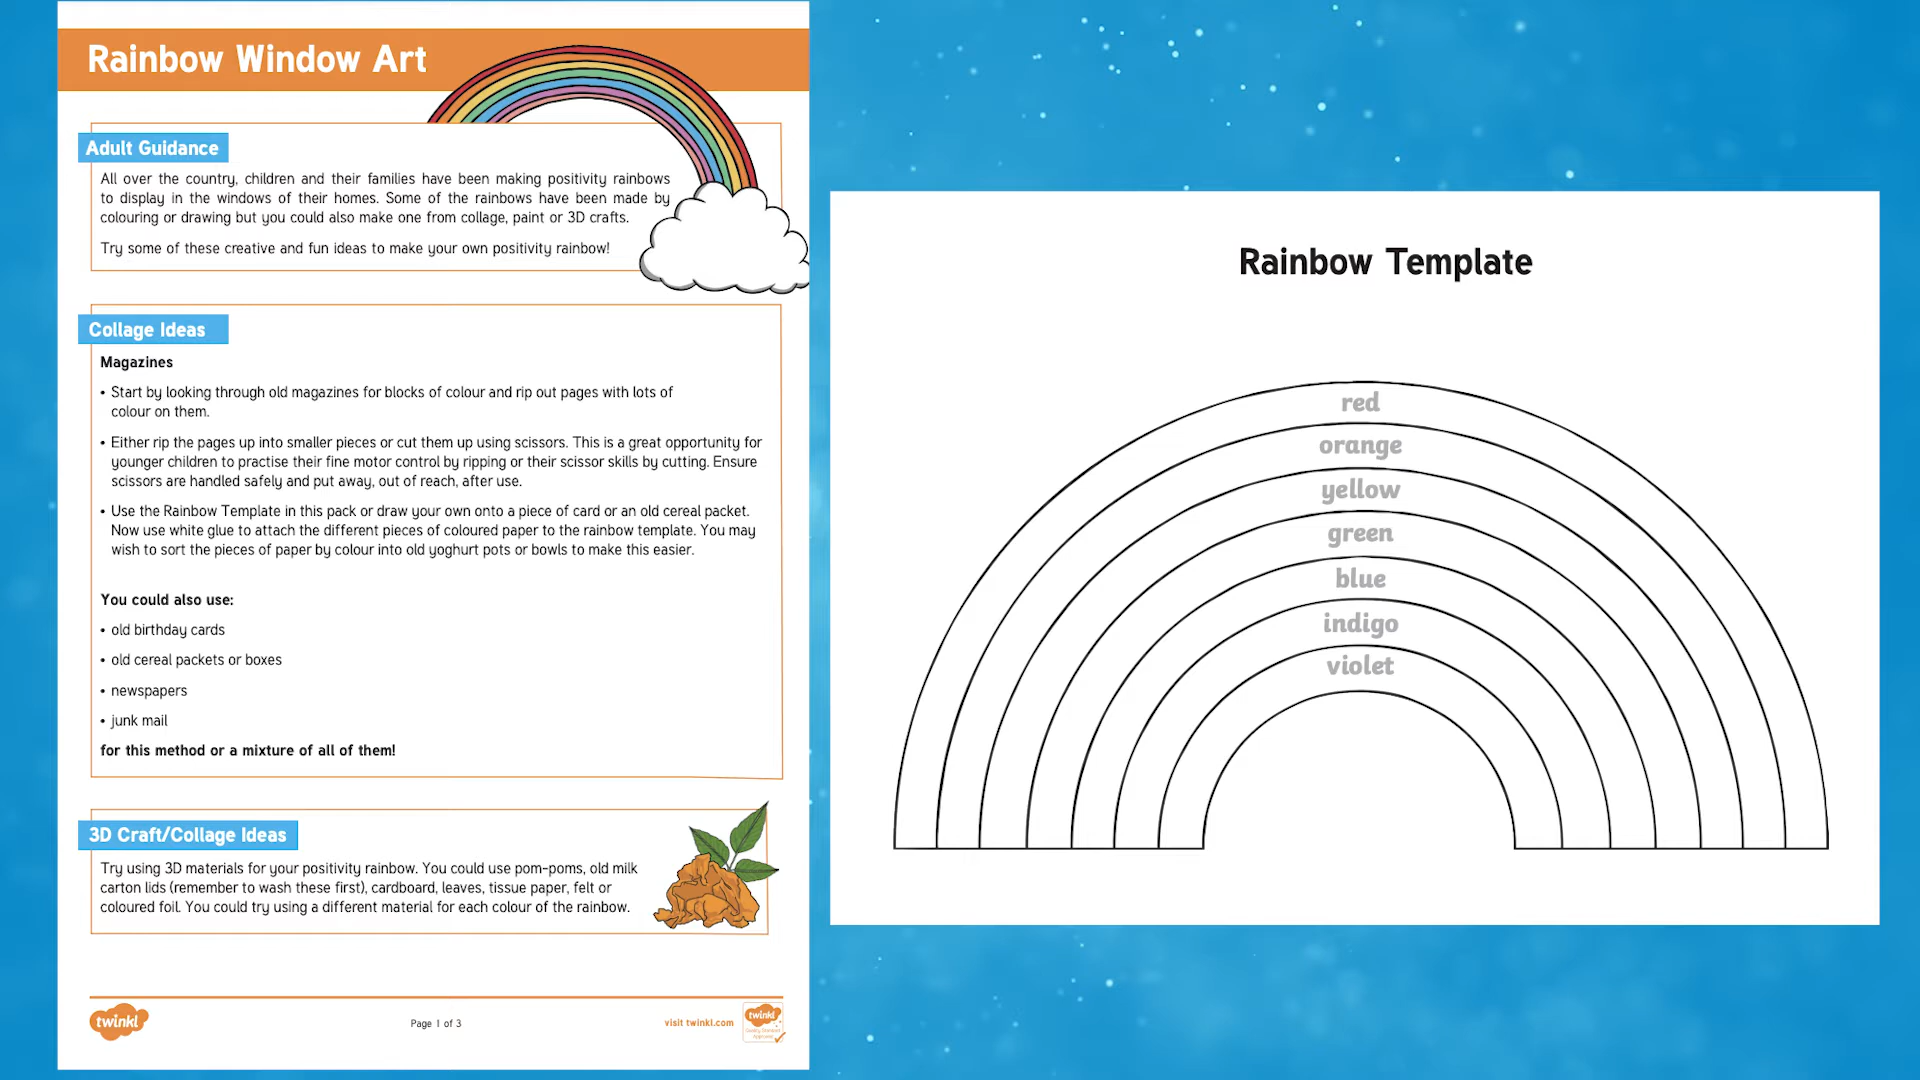 Rainbow Window Art
Adult Guidance
All over the country, children and their families have been making positivity rainbows
to display in the windows of their homes. Some of the rainbows have been made by
colouring or drawing but you could also make one from collage, paint or 3D crafts.
Try some of these creative and fun ideas to make your own positivity rainbow!
Collage Ideas
Magazines
• Start by looking through old magazines for blocks of colour and rip out pages with lots of
colour on them.
• Either rip the pages up into smaller pieces or cut them up using scissors. This is a great opportunity for
younger children to practise their fine motor control by ripping or their scissor skills by cutting. Ensure
scissors are handled safely and put away, out of reach, after use.
• Use the Rainbow Template in this pack or draw your own onto a piece of card or an old cereal packet.
Now use white glue to attach the different pieces of coloured paper to the rainbow template. You may
wish to sort the pieces of paper by colour into old yoghurt pots or bowls to make this easier.
You could also use:
• old birthday cards
• old cereal packets or boxes
• newspapers
• junk mail
for this method or a mixture of all of them!
3D Craft/Collage Ideas
Try using 3D materials for your positivity rainbow. You could use pom-poms, old milk
carton lids (remember to wash these first), cardboard, leaves, tissue paper, felt or
coloured foil. You could try using a different material for each colour of the rainbow.
twinkl
Page 1 of 3
visit twinkl.com
twinkl
Quality Standard
Approved
Rainbow Template
red
orange
yellow
green
blue
indigo
violet